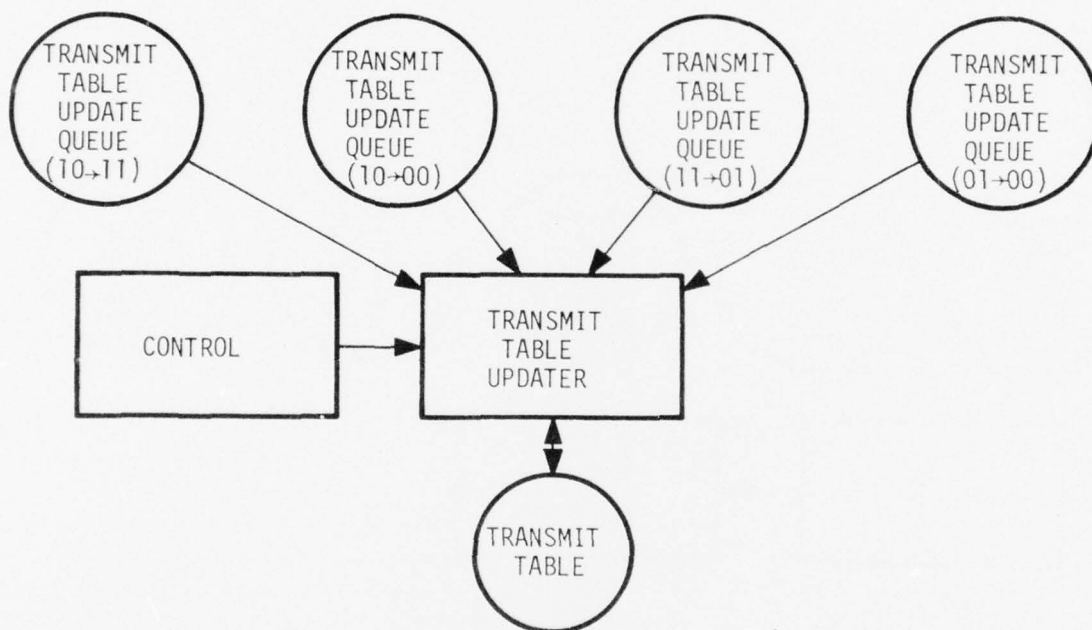 TRANSMIT
TABLE
UPDATE
QUEUE
(10→11)
TRANSMIT
TABLE
UPDATE
QUEUE
(10→00)
TRANSMIT
TABLE
UPDATE
QUEUE
(11→01)
TRANSMIT
TABLE
UPDATE
QUEUE
(01→00)
CONTROL
TRANSMIT
TABLE
UPDATER
TRANSMIT
TABLE